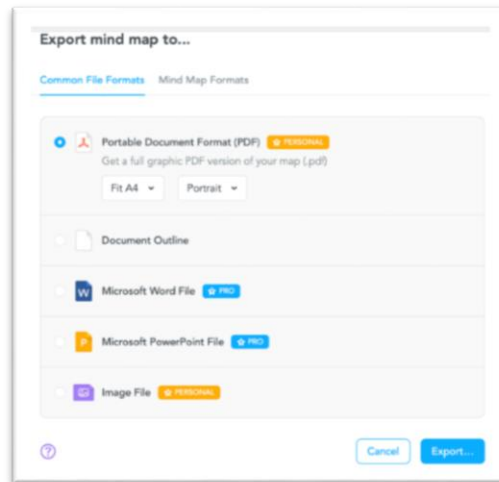 Export mind map to...
Common File Formats Mind Map Formats
Portable Document Format (PDF) PERSONAL
Get a full graphic PDF version of your map (.pdf)
Fit A4 Portrait
Document Outline
W Microsoft Word File PRO
P Microsoft PowerPoint File PRO
Image File PERSONAL
? Cancel Export...